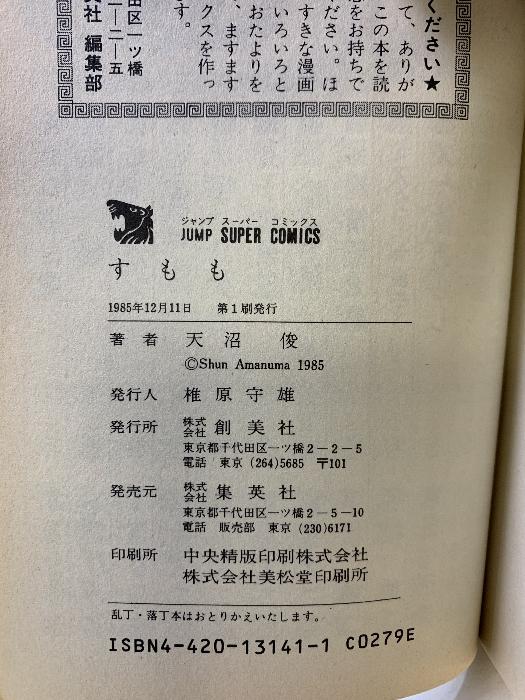 ください★
て、ありが
この本を読
をお持ちで
ださい。ほ
すきな漫画
いろいろと
おたよりを
、ますます
クスを作っ
す。
田区一ツ橋
一ー二ー五
英社 編集部
ジャンプ スーパー コミックス
JUMP SUPER COMICS
すもも
1985年12月11日 第1刷発行
著者 天沼 俊
©Shun Amanuma 1985
発行人 椎原守雄
発行所 株式会社 創美社
東京都千代田区一ツ橋2－2－5
電話 東京 (264)5685 〒101
発売元 株式会社 集英社
東京都千代田区一ツ橋2－5－10
電話 販売部 東京 (230)6171
印刷所 中央精版印刷株式会社
株式会社美松堂印刷所
乱丁・落丁本はおとりかえいたします。
ISBN4-420-13141-1 C0279E